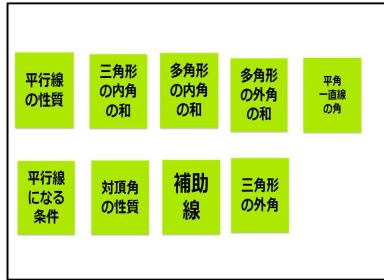 平行線
の性質
三角形
の内角
の和
多角形
の内角
の和
多角形
の外角
の和
平角
一直線
の角
平行線
になる
条件
対頂角
の性質
補助
線
三角形
の外角